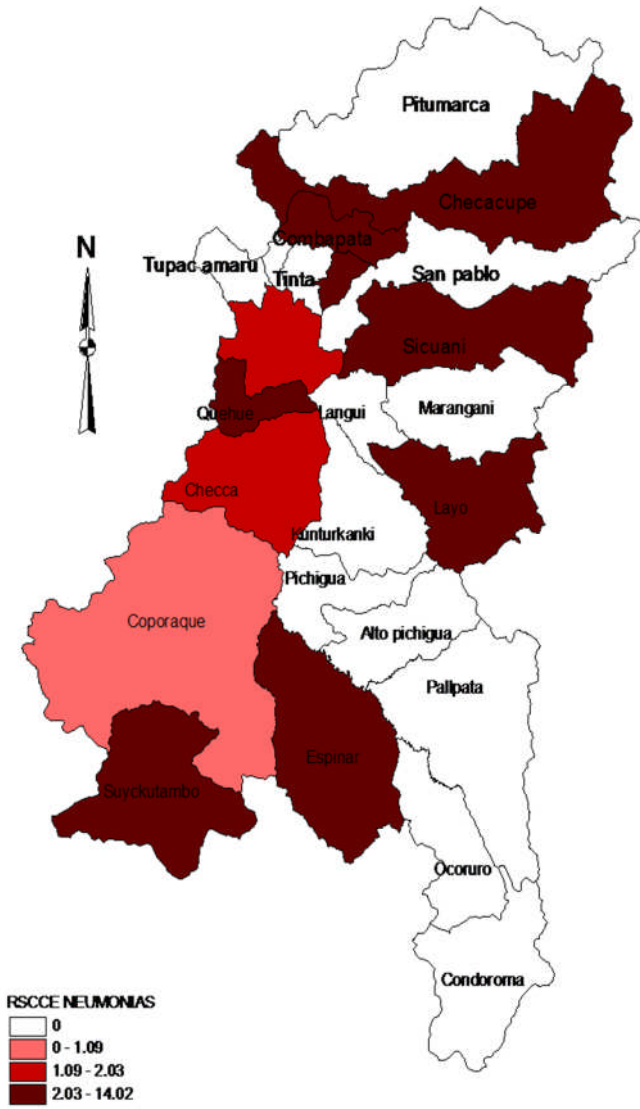 Pitumarca
Checacupe
Combapata
N
Tupac amaru
Tinta
San pablo
Sicuani
Quehue
Langui
Marangani
Checca
Layo
Kunturkanki
Pichigua
Coporaque
Alto pichigua
Pallpata
Espinar
Suyckutambo
Ocoruro
Condoroma
RSCCE NEUMONIAS
0
0 - 1.09
1.09 - 2.03
2.03 - 14.02